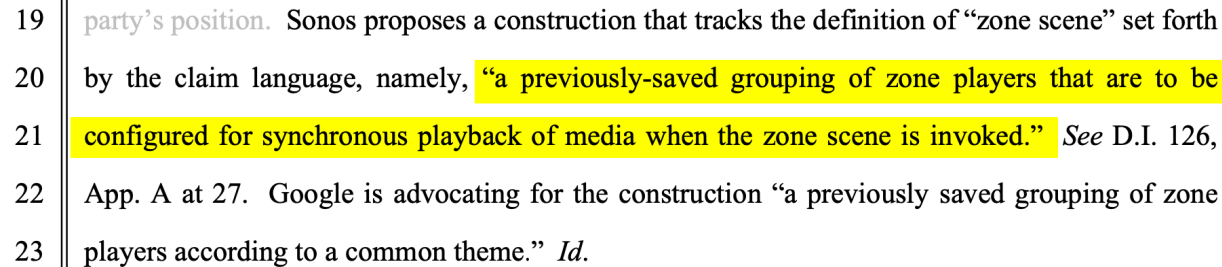 19 party's position. Sonos proposes a construction that tracks the definition of “zone scene” set forth
20 by the claim language, namely, “a previously-saved grouping of zone players that are to be
21 configured for synchronous playback of media when the zone scene is invoked.” See D.I. 126,
22 App. A at 27. Google is advocating for the construction “a previously saved grouping of zone
23 players according to a common theme.” Id.